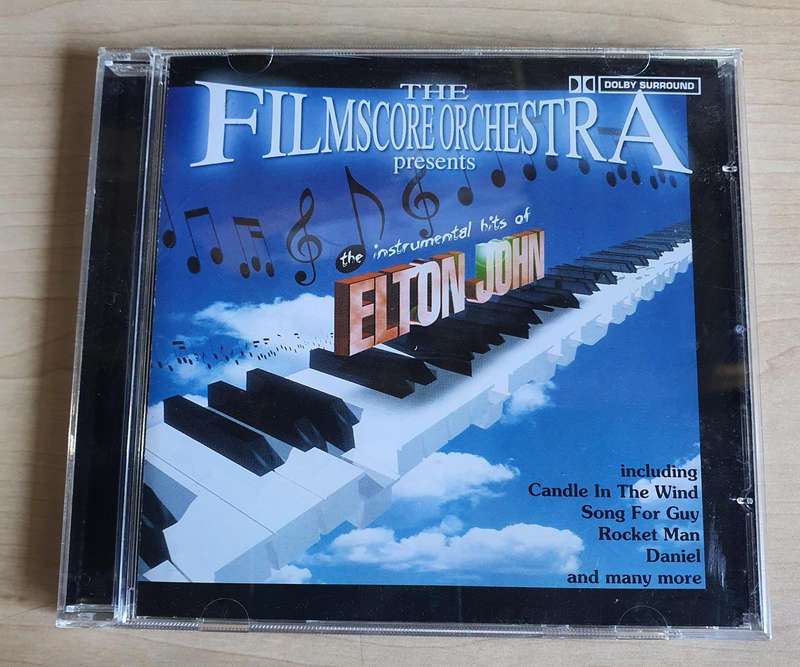 THE
DOLBY SURROUND
FILMSCORE ORCHESTRA
presents
the instrumental hits of
ELTON JOHN
including
Candle In The Wind
Song For Guy
Rocket Man
Daniel
and many more